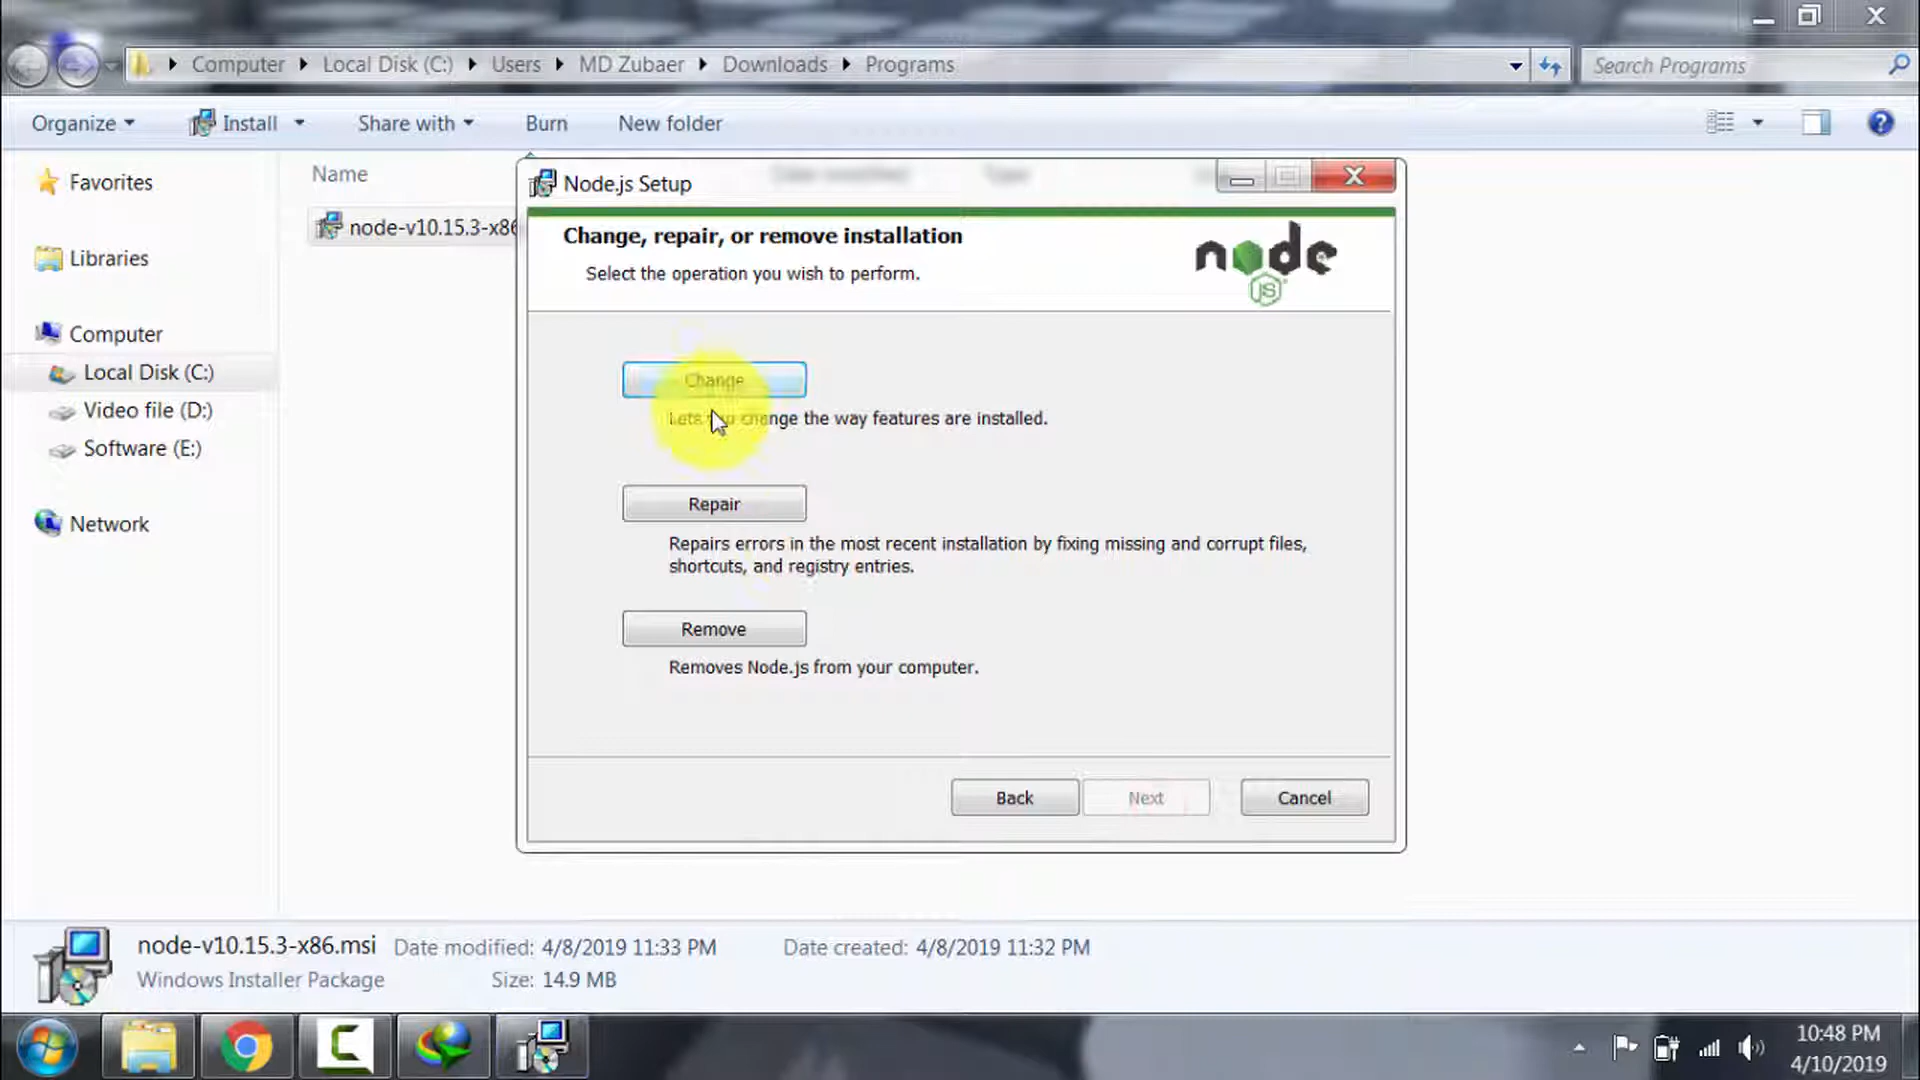 Computer Local Disk (C:) Users MD Zubaer Downloads Programs
Search Programs
Organize Install Share with Burn New folder
Favorites
Libraries
Computer
Local Disk (C:)
Video file (D:)
Software (E:)
Network
Name
node-v10.15.3-x86
Node.js Setup
Change, repair, or remove installation
Select the operation you wish to perform.
node
JS
Change
Lets you change the way features are installed.
Repair
Repairs errors in the most recent installation by fixing missing and corrupt files,
shortcuts, and registry entries.
Remove
Removes Node.js from your computer.
Back Next Cancel
node-v10.15.3-x86.msi Date modified: 4/8/2019 11:33 PM Date created: 4/8/2019 11:32 PM
Windows Installer Package Size: 14.9 MB
10:48 PM
4/10/2019